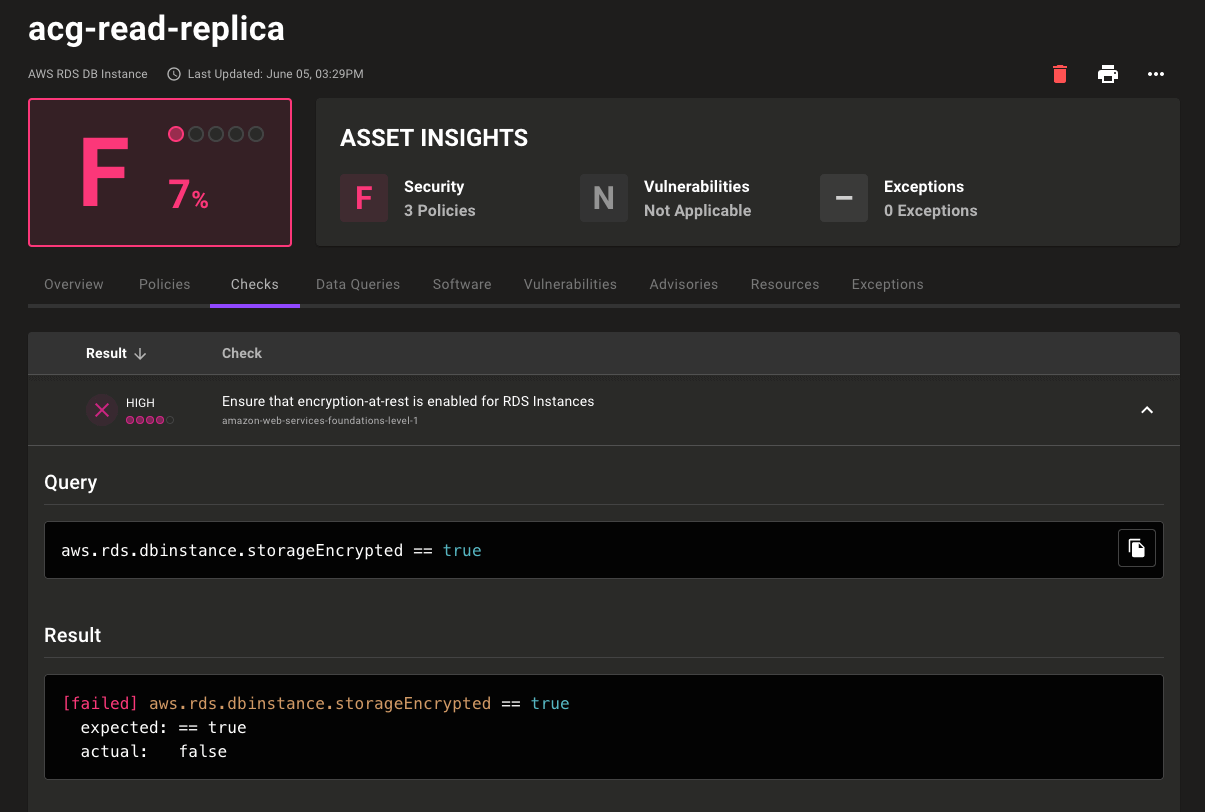 acg-read-replica
AWS RDS DB Instance Last Updated: June 05, 03:29PM
F
7%
ASSET INSIGHTS
F Security
3 Policies
N Vulnerabilities
Not Applicable
– Exceptions
0 Exceptions
Overview Policies Checks Data Queries Software Vulnerabilities Advisories Resources Exceptions
Result Check
HIGH
Ensure that encryption-at-rest is enabled for RDS Instances
amazon-web-services-foundations-level-1
Query
aws.rds.dbinstance.storageEncrypted == true
Result
[failed] aws.rds.dbinstance.storageEncrypted == true
expected: == true
actual: false